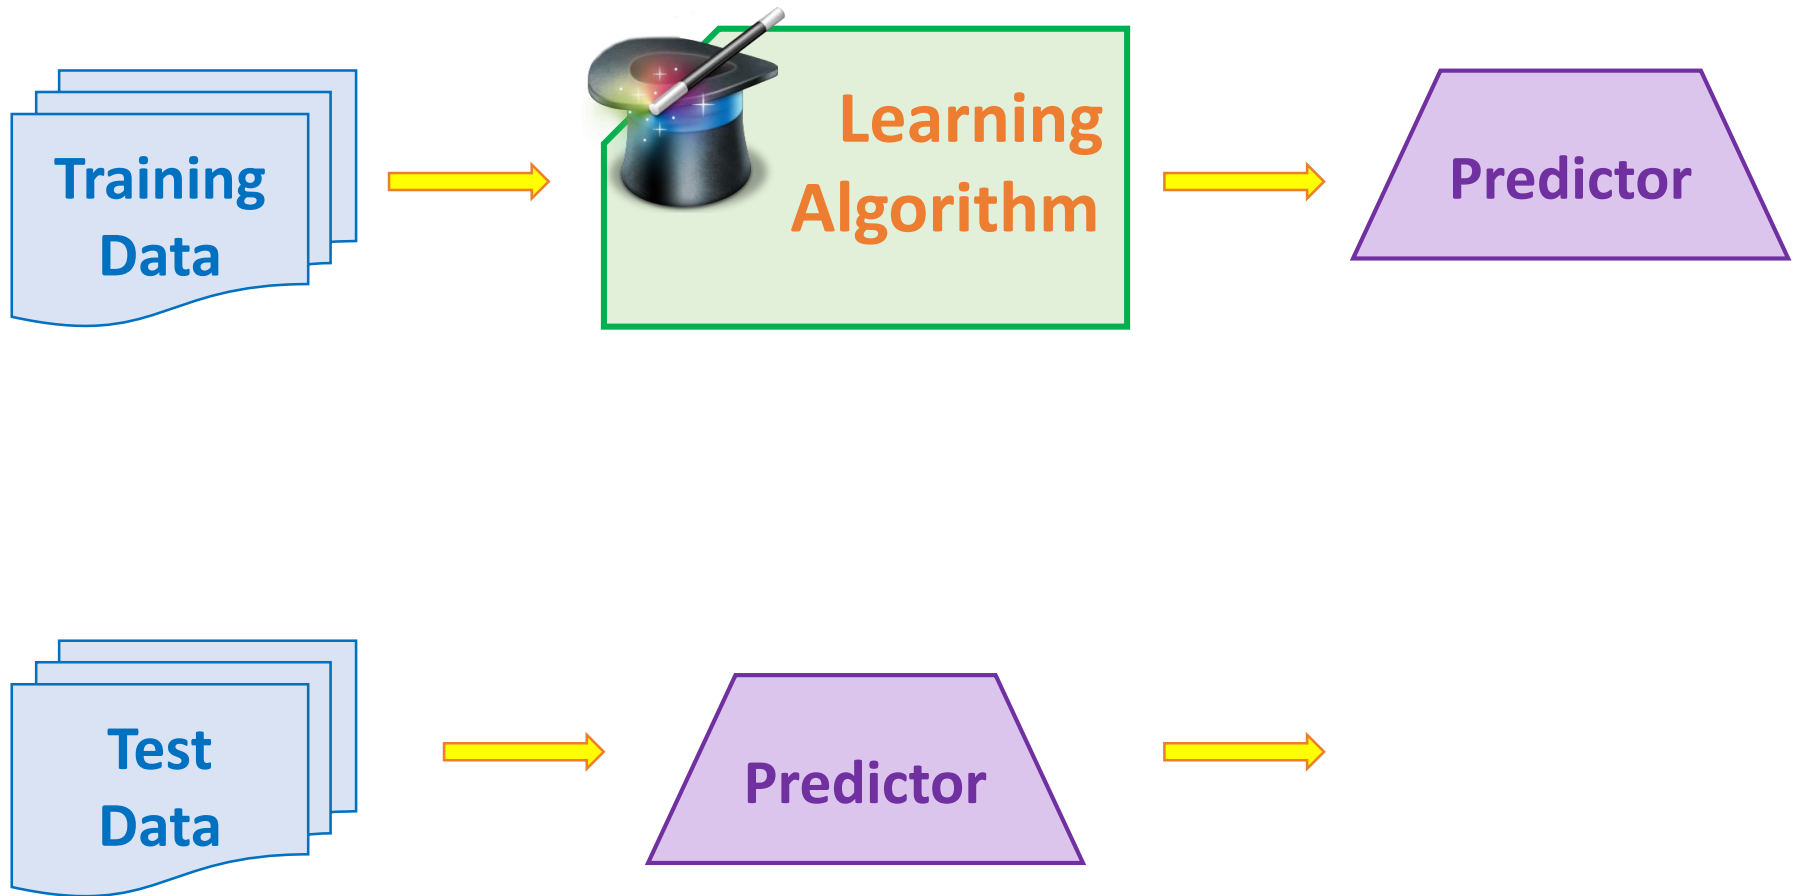 Training
Data
Learning
Algorithm
Predictor
Test
Data
Predictor